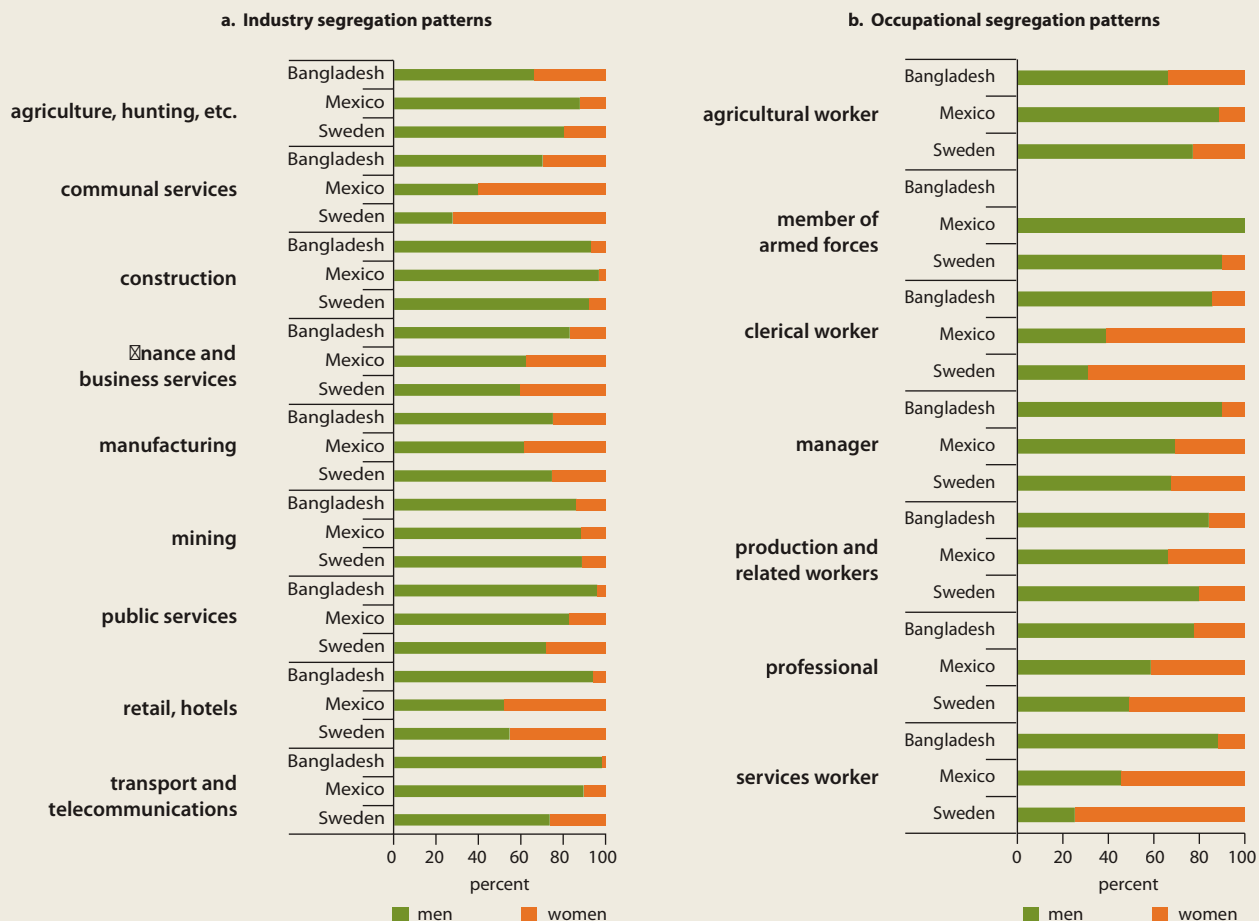 a. Industry segregation patterns
agriculture, hunting, etc.
Bangladesh
Mexico
Sweden
communal services
Bangladesh
Mexico
Sweden
construction
Bangladesh
Mexico
Sweden
nance and
business services
Bangladesh
Mexico
Sweden
manufacturing
Bangladesh
Mexico
Sweden
mining
Bangladesh
Mexico
Sweden
public services
Bangladesh
Mexico
Sweden
retail, hotels
Bangladesh
Mexico
Sweden
transport and
telecommunications
Bangladesh
Mexico
Sweden
0 20 40 60 80 100
percent
men women
b. Occupational segregation patterns
agricultural worker
Bangladesh
Mexico
Sweden
member of
armed forces
Bangladesh
Mexico
Sweden
clerical worker
Bangladesh
Mexico
Sweden
manager
Bangladesh
Mexico
Sweden
production and
related workers
Bangladesh
Mexico
Sweden
professional
Bangladesh
Mexico
Sweden
services worker
Bangladesh
Mexico
Sweden
0 20 40 60 80 100
percent
men women